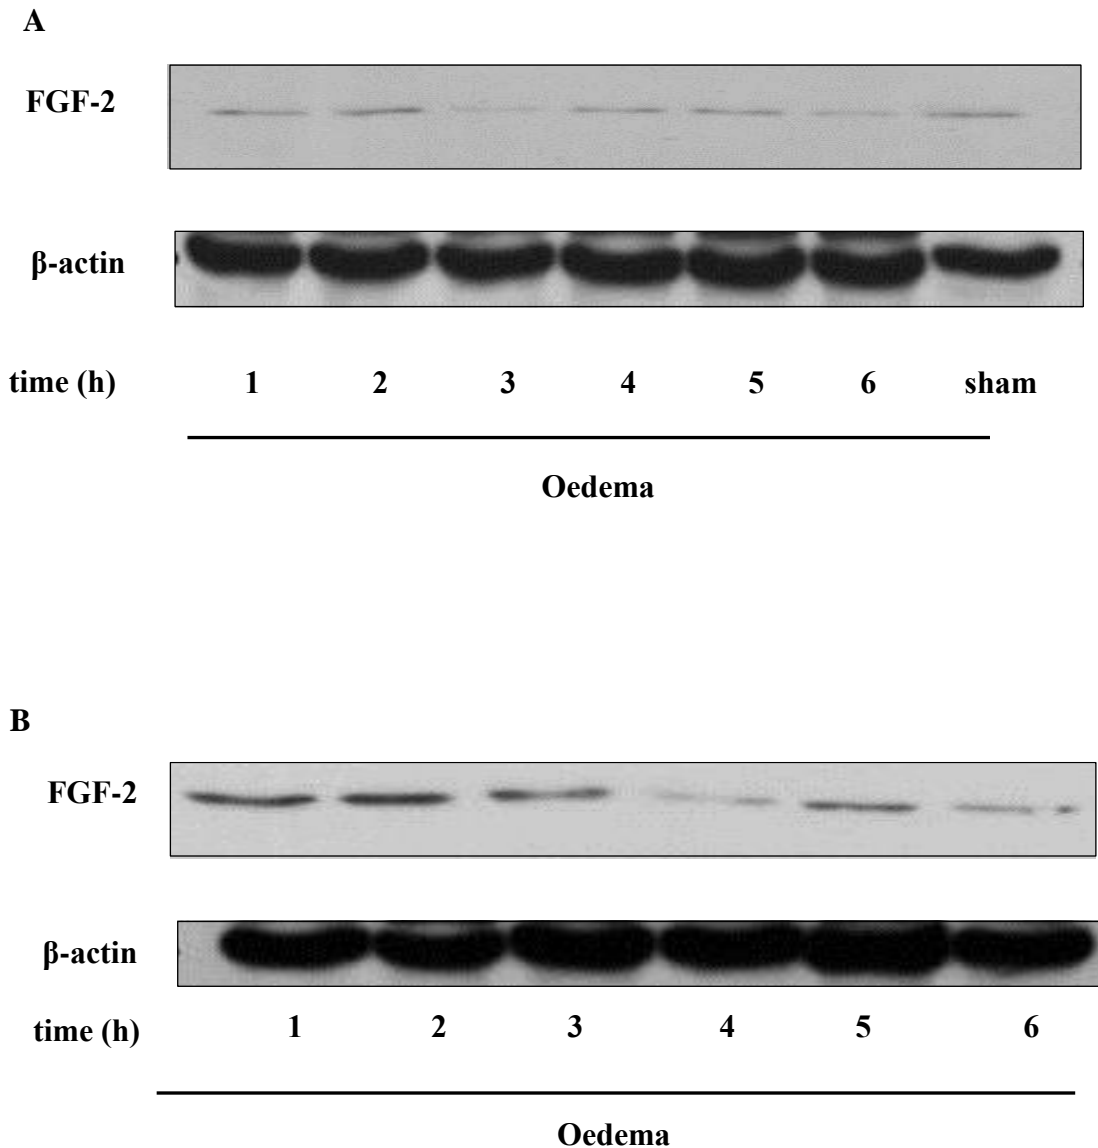 A
FGF-2
β-actin
time (h) 1 2 3 4 5 6 sham
Oedema
B
FGF-2
β-actin
time (h) 1 2 3 4 5 6
Oedema